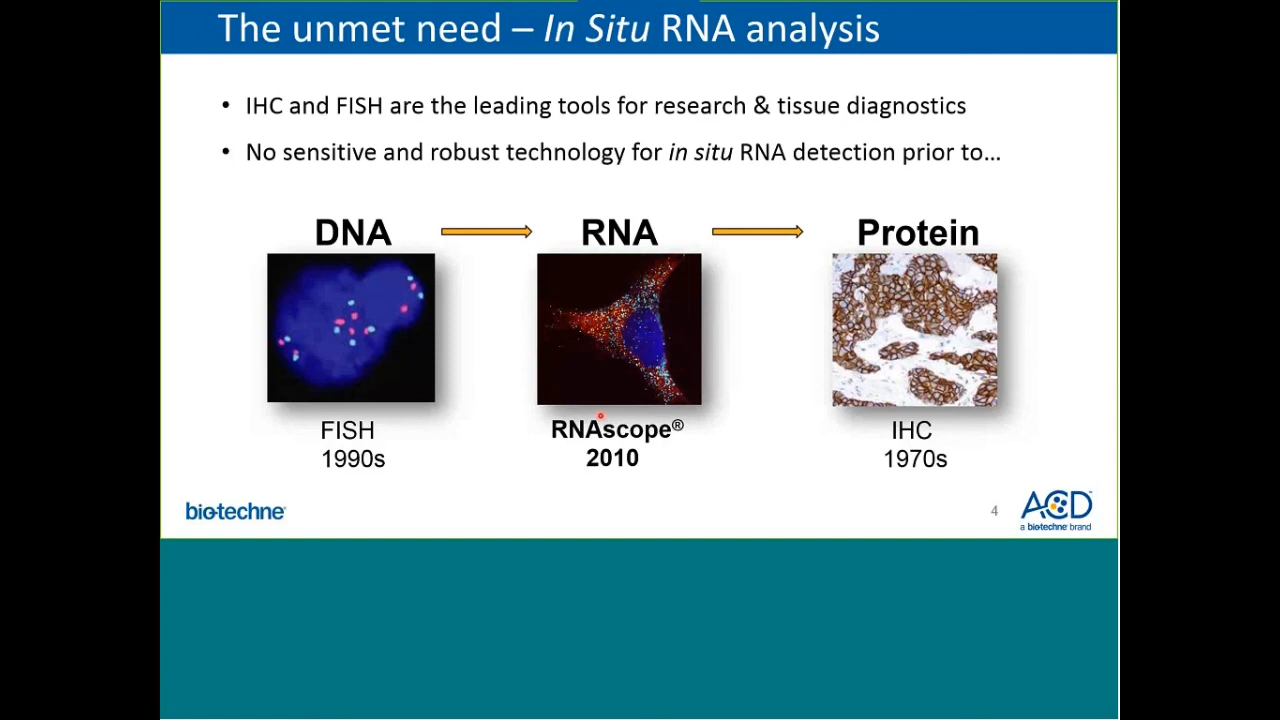 The unmet need – In Situ RNA analysis
• IHC and FISH are the leading tools for research & tissue diagnostics
• No sensitive and robust technology for in situ RNA detection prior to…
DNA RNA Protein
FISH RNAscope® IHC
1990s 2010 1970s
bio-techne®
4
ACD™
a biotechne brand